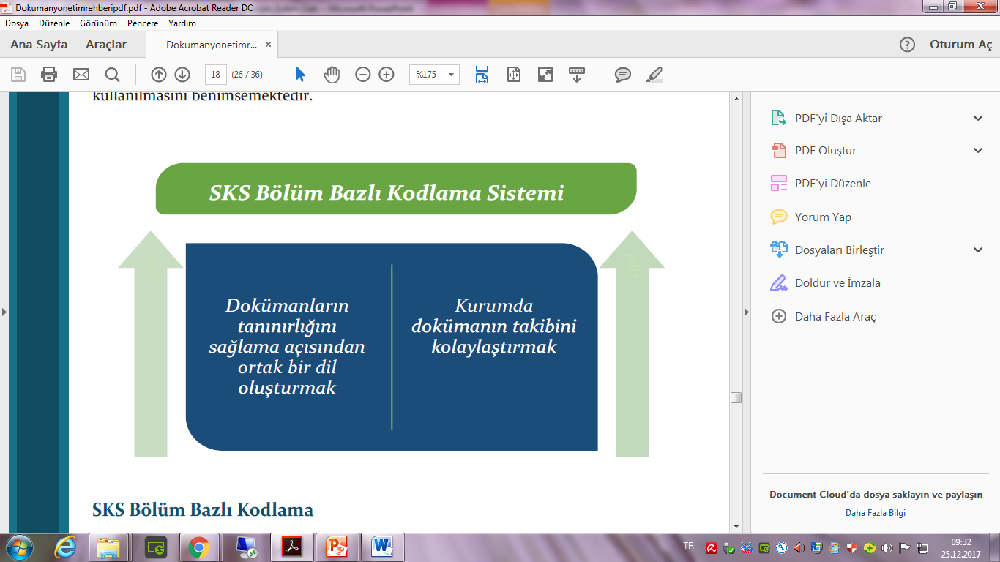 Dokumanyonetimrehberipdf.pdf - Adobe Acrobat Reader DC
Dosya Düzenle Görünüm Pencere Yardım
Ana Sayfa Araçlar Dokumanyonetimr... × Oturum Aç
18 (26 / 36) %175
kullanılmasını benimsemektedir.
SKS Bölüm Bazlı Kodlama Sistemi
Dokümanların
tanınırlığını
sağlama açısından
ortak bir dil
oluşturmak
Kurumda
dokümanın takibini
kolaylaştırmak
SKS Bölüm Bazlı Kodlama
PDF'yi Dışa Aktar
PDF Oluştur
PDF'yi Düzenle
Yorum Yap
Dosyaları Birleştir
Doldur ve İmzala
Daha Fazla Araç
Document Cloud'da dosya saklayın ve paylaşın
Daha Fazla Bilgi
TR
09:32
25.12.2017